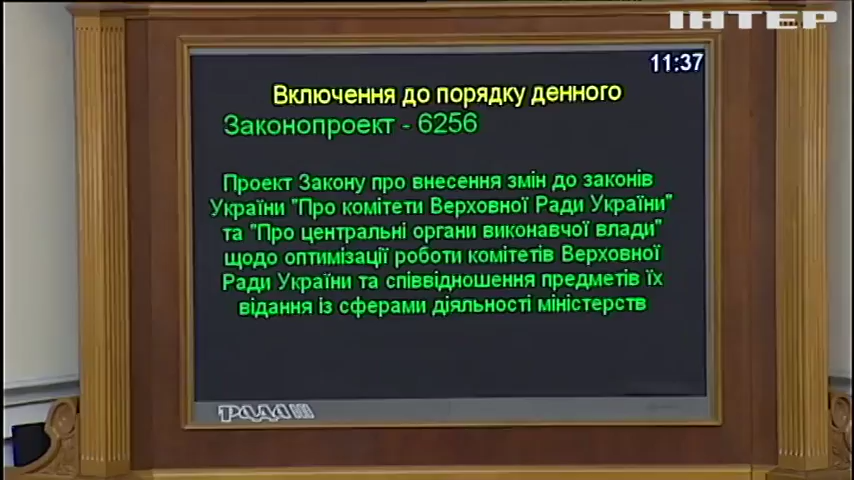 ІНТЕР
11:37
Включення до порядку денного
Законопроект - 6256
Проект Закону про внесення змін до законів
України "Про комітети Верховної Ради України"
та "Про центральні органи виконавчої влади"
щодо оптимізації роботи комітетів Верховної
Ради України та співвідношення предметів їх
відання із сферами діяльності міністерств
РАДА III